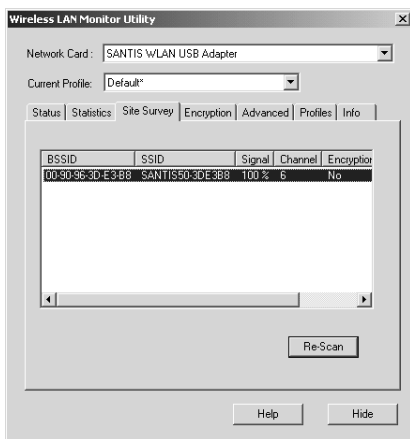 Wireless LAN Monitor Utility
Network Card : SANTIS WLAN USB Adapter
Current Profile: Default*
Status Statistics Site Survey Encryption Advanced Profiles Info
BSSID SSID Signal Channel Encryption
00-90-96-3D-E3-B8 SANTIS50-3DE3B8 100 % 6 No
Re-Scan
Help Hide